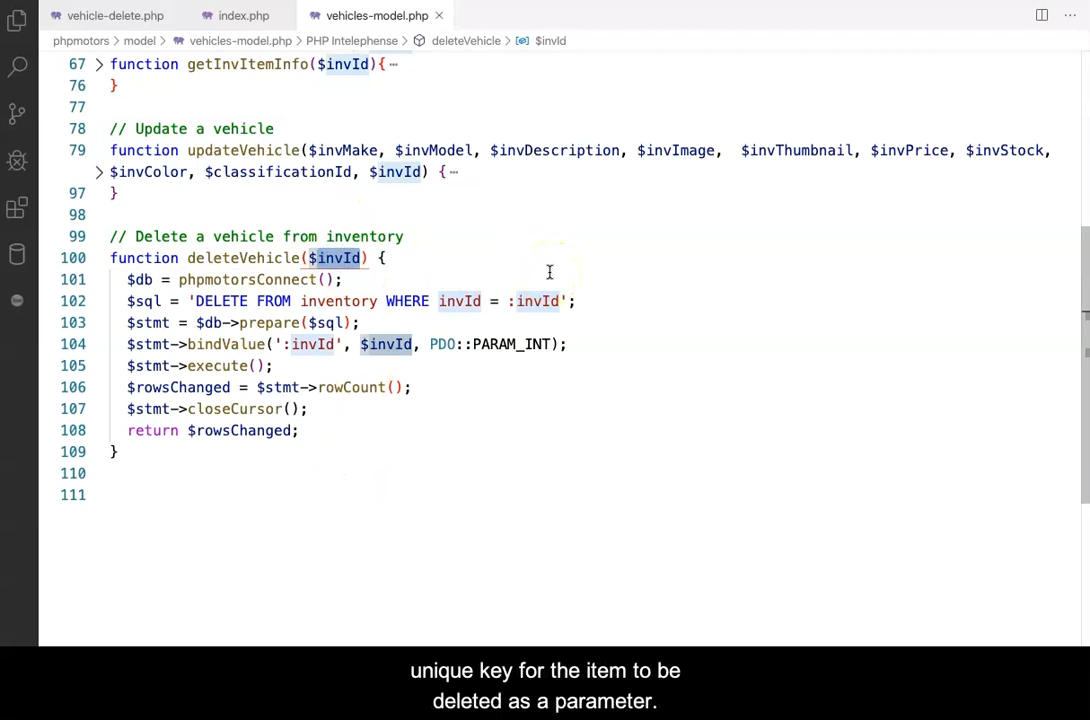 vehicle-delete.php index.php vehicles-model.php ×
phpmotors › model › vehicles-model.php › PHP Intelephense › deleteVehicle › $invId
67 function getInvItemInfo($invId){⋯
76 }
77
78 // Update a vehicle
79 function updateVehicle($invMake, $invModel, $invDescription, $invImage, $invThumbnail, $invPrice, $invStock,
$invColor, $classificationId, $invId) {⋯
97 }
98
99 // Delete a vehicle from inventory
100 function deleteVehicle($invId) {
101 $db = phpmotorsConnect();
102 $sql = 'DELETE FROM inventory WHERE invId = :invId';
103 $stmt = $db->prepare($sql);
104 $stmt->bindValue(':invId', $invId, PDO::PARAM_INT);
105 $stmt->execute();
106 $rowsChanged = $stmt->rowCount();
107 $stmt->closeCursor();
108 return $rowsChanged;
109 }
110
111
unique key for the item to be
deleted as a parameter.